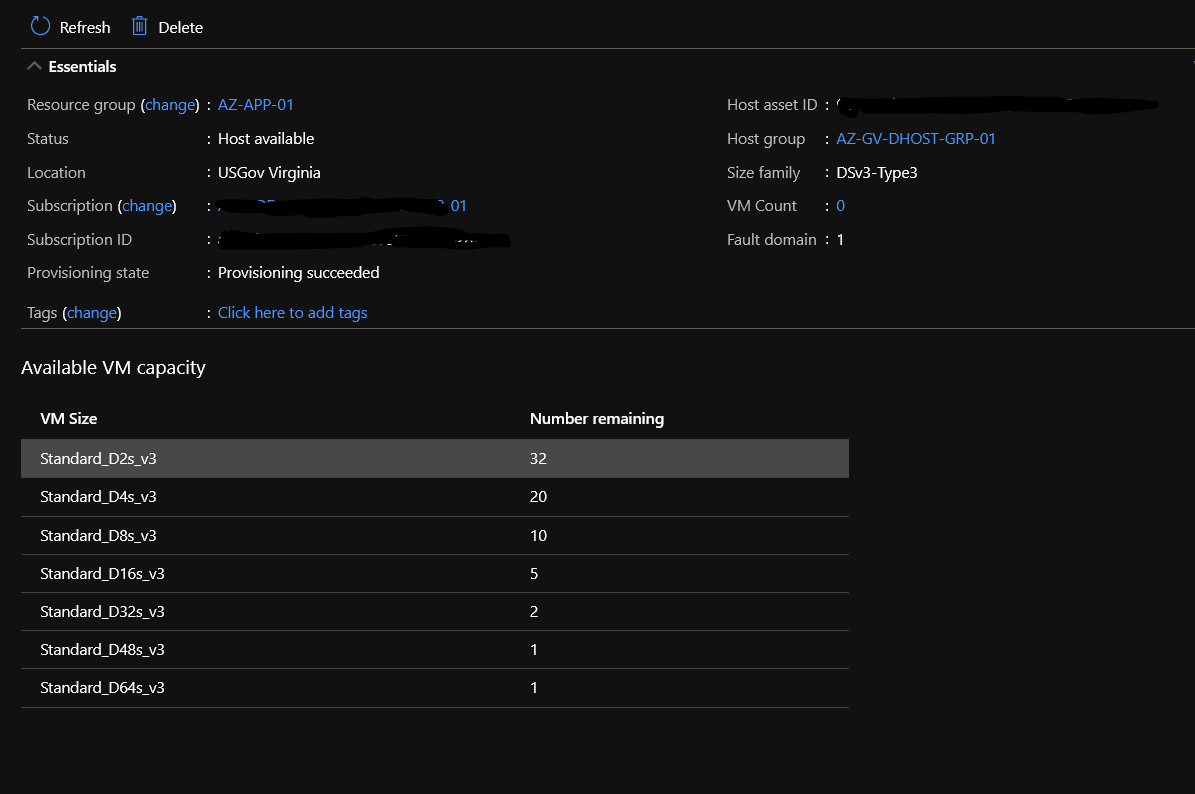 Refresh Delete
Essentials
Resource group (change) : AZ-APP-01
Status : Host available
Location : USGov Virginia
Subscription (change) : 01
Subscription ID :
Provisioning state : Provisioning succeeded
Tags (change) : Click here to add tags
Host asset ID :
Host group : AZ-GV-DHOST-GRP-01
Size family : DSv3-Type3
VM Count : 0
Fault domain : 1
Available VM capacity
VM Size Number remaining
Standard_D2s_v3 32
Standard_D4s_v3 20
Standard_D8s_v3 10
Standard_D16s_v3 5
Standard_D32s_v3 2
Standard_D48s_v3 1
Standard_D64s_v3 1